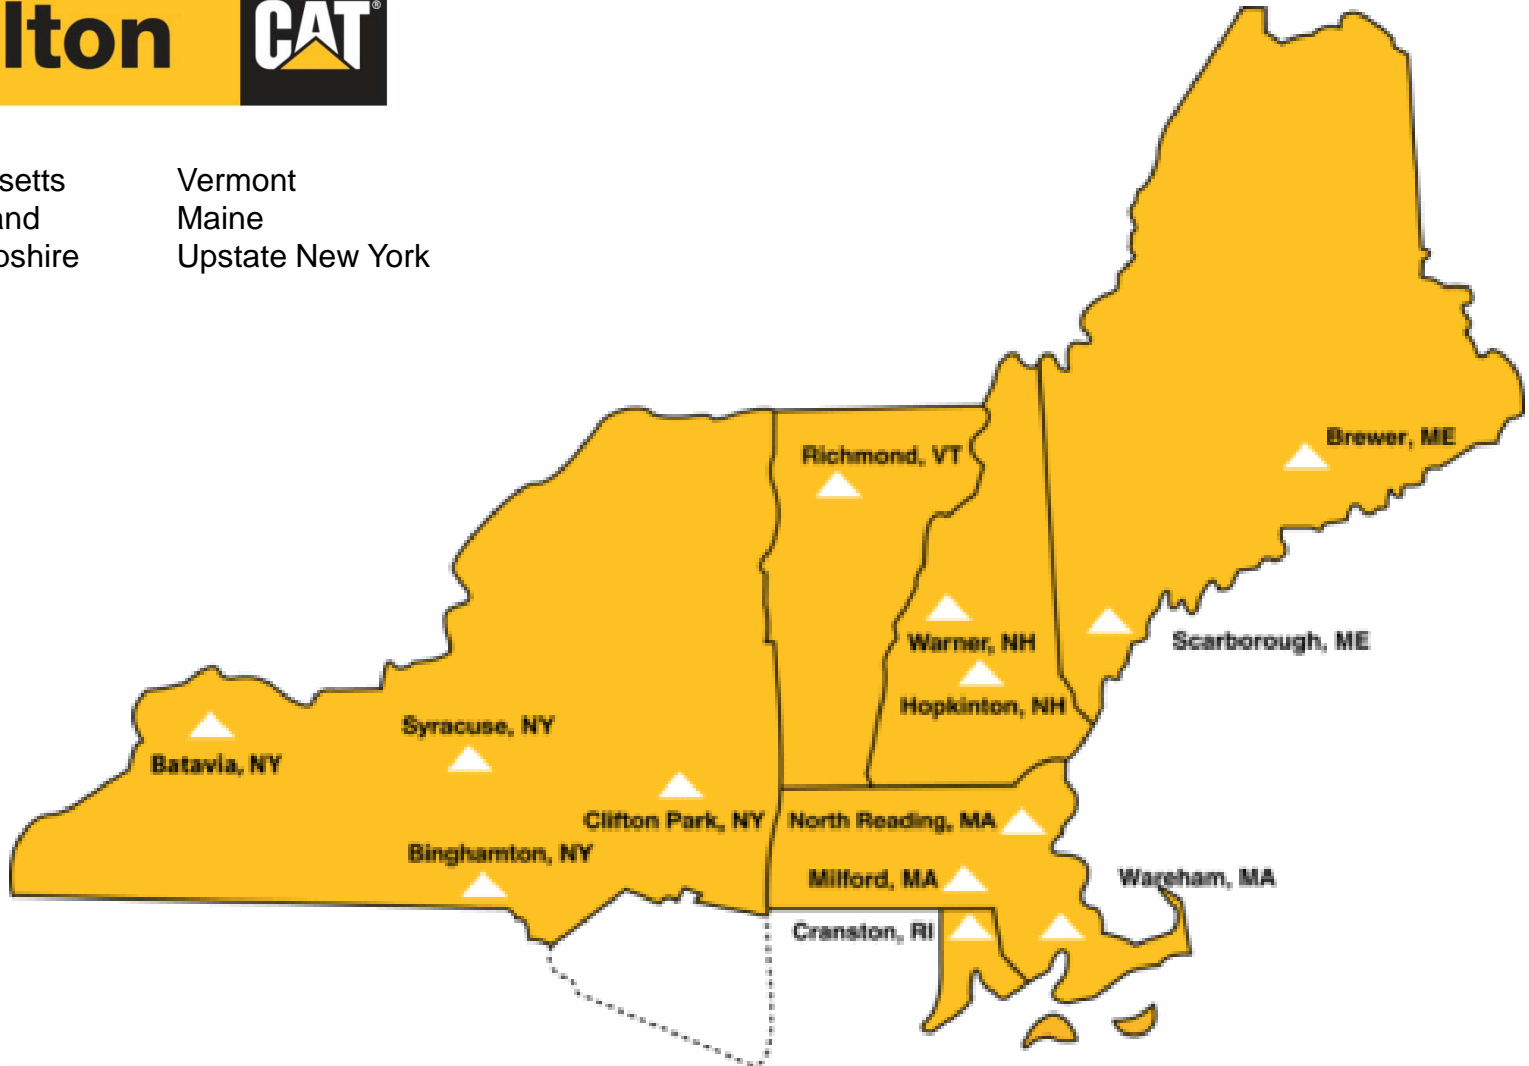 lton CAT®
setts Vermont
and Maine
oshire Upstate New York
Brewer, ME
Richmond, VT
Warner, NH
Scarborough, ME
Hopkinton, NH
Syracuse, NY
Batavia, NY
Clifton Park, NY
North Reading, MA
Binghamton, NY
Milford, MA
Wareham, MA
Cranston, RI